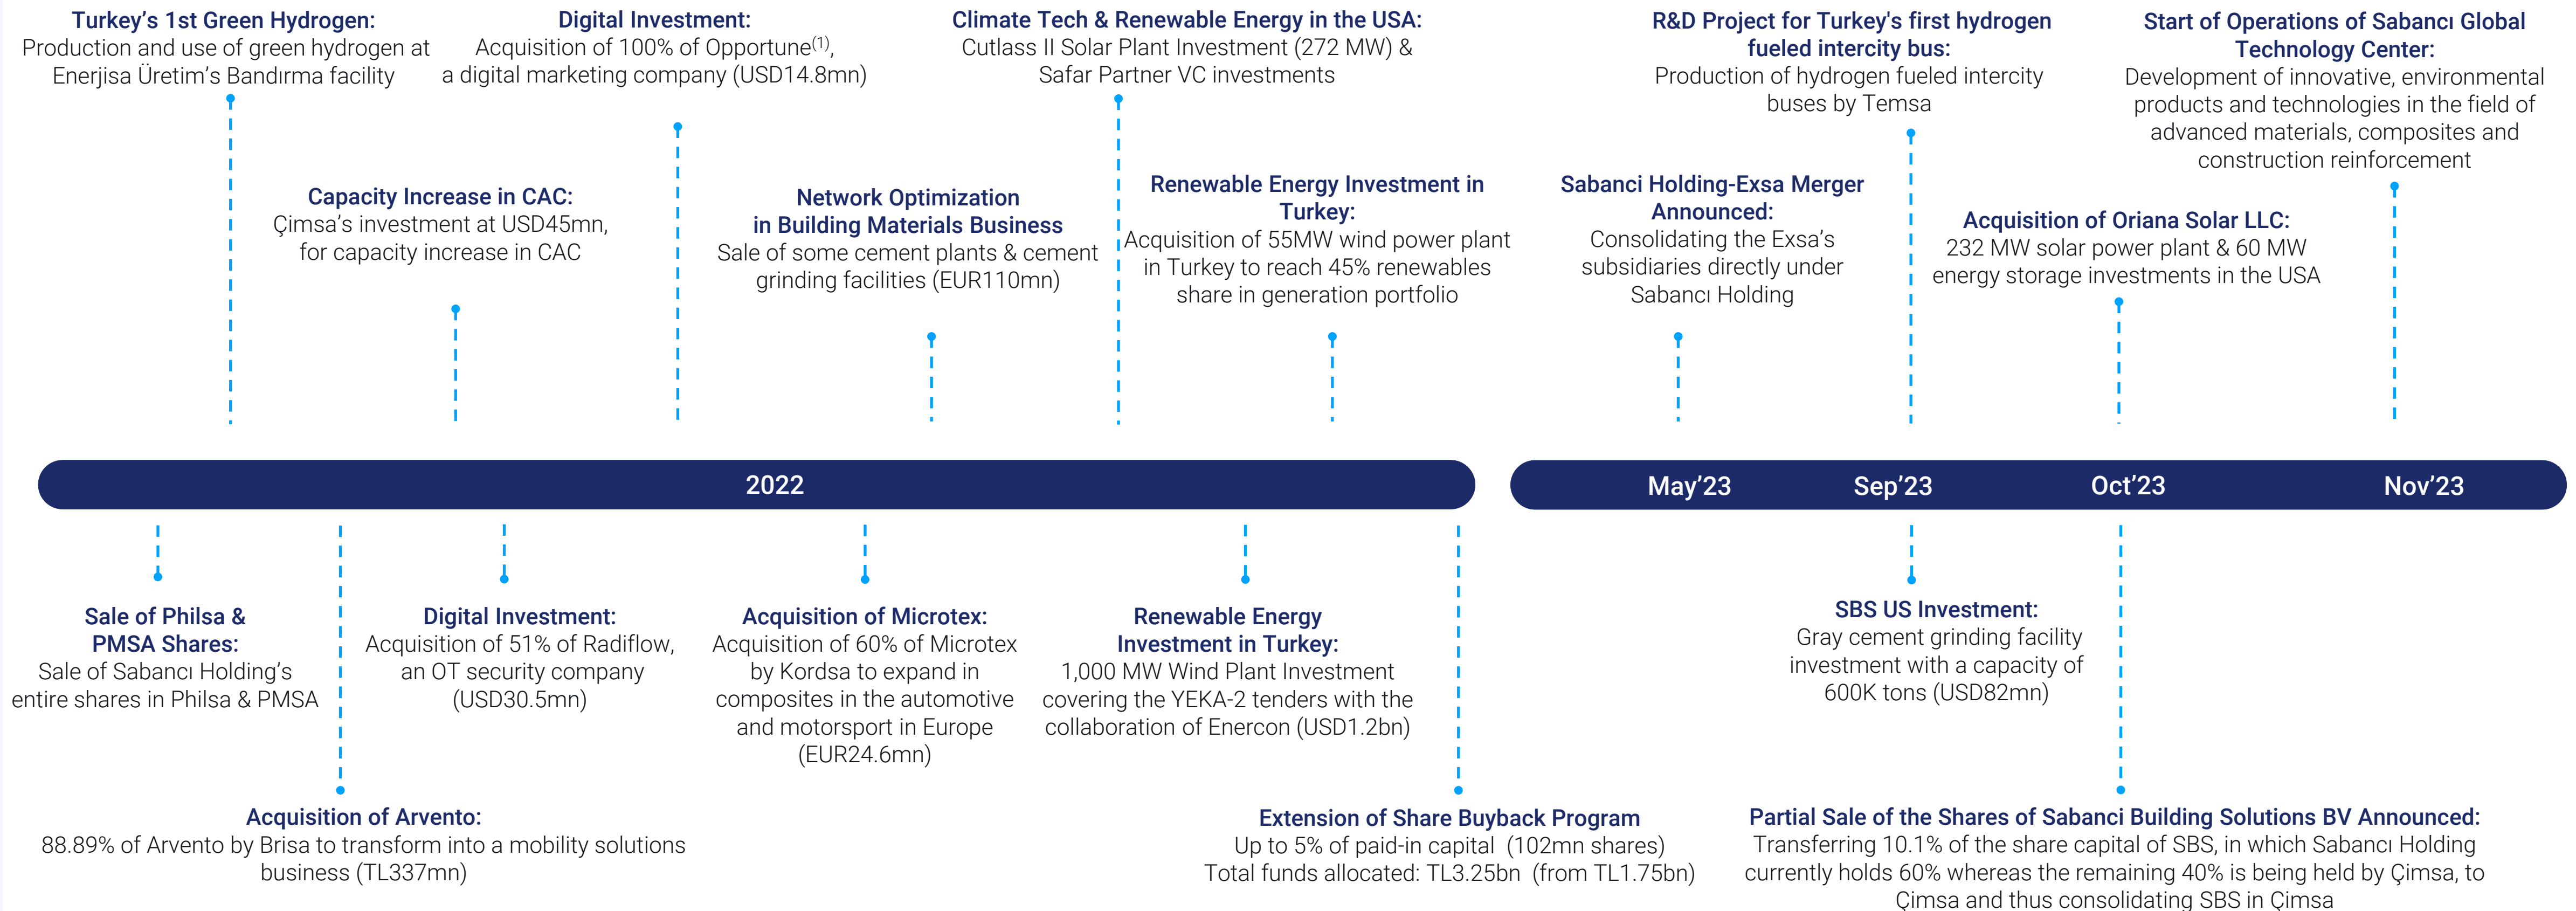 Turkey's 1st Green Hydrogen:
Production and use of green hydrogen at
Enerjisa Üretim's Bandırma facility
Digital Investment:
Acquisition of 100% of Opportune(1),
a digital marketing company (USD14.8mn)
Climate Tech & Renewable Energy in the USA:
Cutlass II Solar Plant Investment (272 MW) &
Safar Partner VC investments
R&D Project for Turkey's first hydrogen
fueled intercity bus:
Production of hydrogen fueled intercity
buses by Temsa
Start of Operations of Sabancı Global
Technology Center:
Development of innovative, environmental
products and technologies in the field of
advanced materials, composites and
construction reinforcement
Capacity Increase in CAC:
Çimsa's investment at USD45mn,
for capacity increase in CAC
Network Optimization
in Building Materials Business
Sale of some cement plants & cement
grinding facilities (EUR110mn)
Renewable Energy Investment in
Turkey:
Acquisition of 55MW wind power plant
in Turkey to reach 45% renewables
share in generation portfolio
Sabanci Holding-Exsa Merger
Announced:
Consolidating the Exsa's
subsidiaries directly under
Sabancı Holding
Acquisition of Oriana Solar LLC:
232 MW solar power plant & 60 MW
energy storage investments in the USA
2022
May'23
Sep'23
Oct'23
Nov'23
Sale of Philsa &
PMSA Shares:
Sale of Sabancı Holding's
entire shares in Philsa & PMSA
Digital Investment:
Acquisition of 51% of Radiflow,
an OT security company
(USD30.5mn)
Acquisition of Microtex:
Acquisition of 60% of Microtex
by Kordsa to expand in
composites in the automotive
and motorsport in Europe
(EUR24.6mn)
Renewable Energy
Investment in Turkey:
1,000 MW Wind Plant Investment
covering the YEKA-2 tenders with the
collaboration of Enercon (USD1.2bn)
SBS US Investment:
Gray cement grinding facility
investment with a capacity of
600K tons (USD82mn)
Acquisition of Arvento:
88.89% of Arvento by Brisa to transform into a mobility solutions
business (TL337mn)
Extension of Share Buyback Program
Up to 5% of paid-in capital (102mn shares)
Total funds allocated: TL3.25bn (from TL1.75bn)
Partial Sale of the Shares of Sabanci Building Solutions BV Announced:
Transferring 10.1% of the share capital of SBS, in which Sabancı Holding
currently holds 60% whereas the remaining 40% is being held by Çimsa, to
Çimsa and thus consolidating SBS in Çimsa